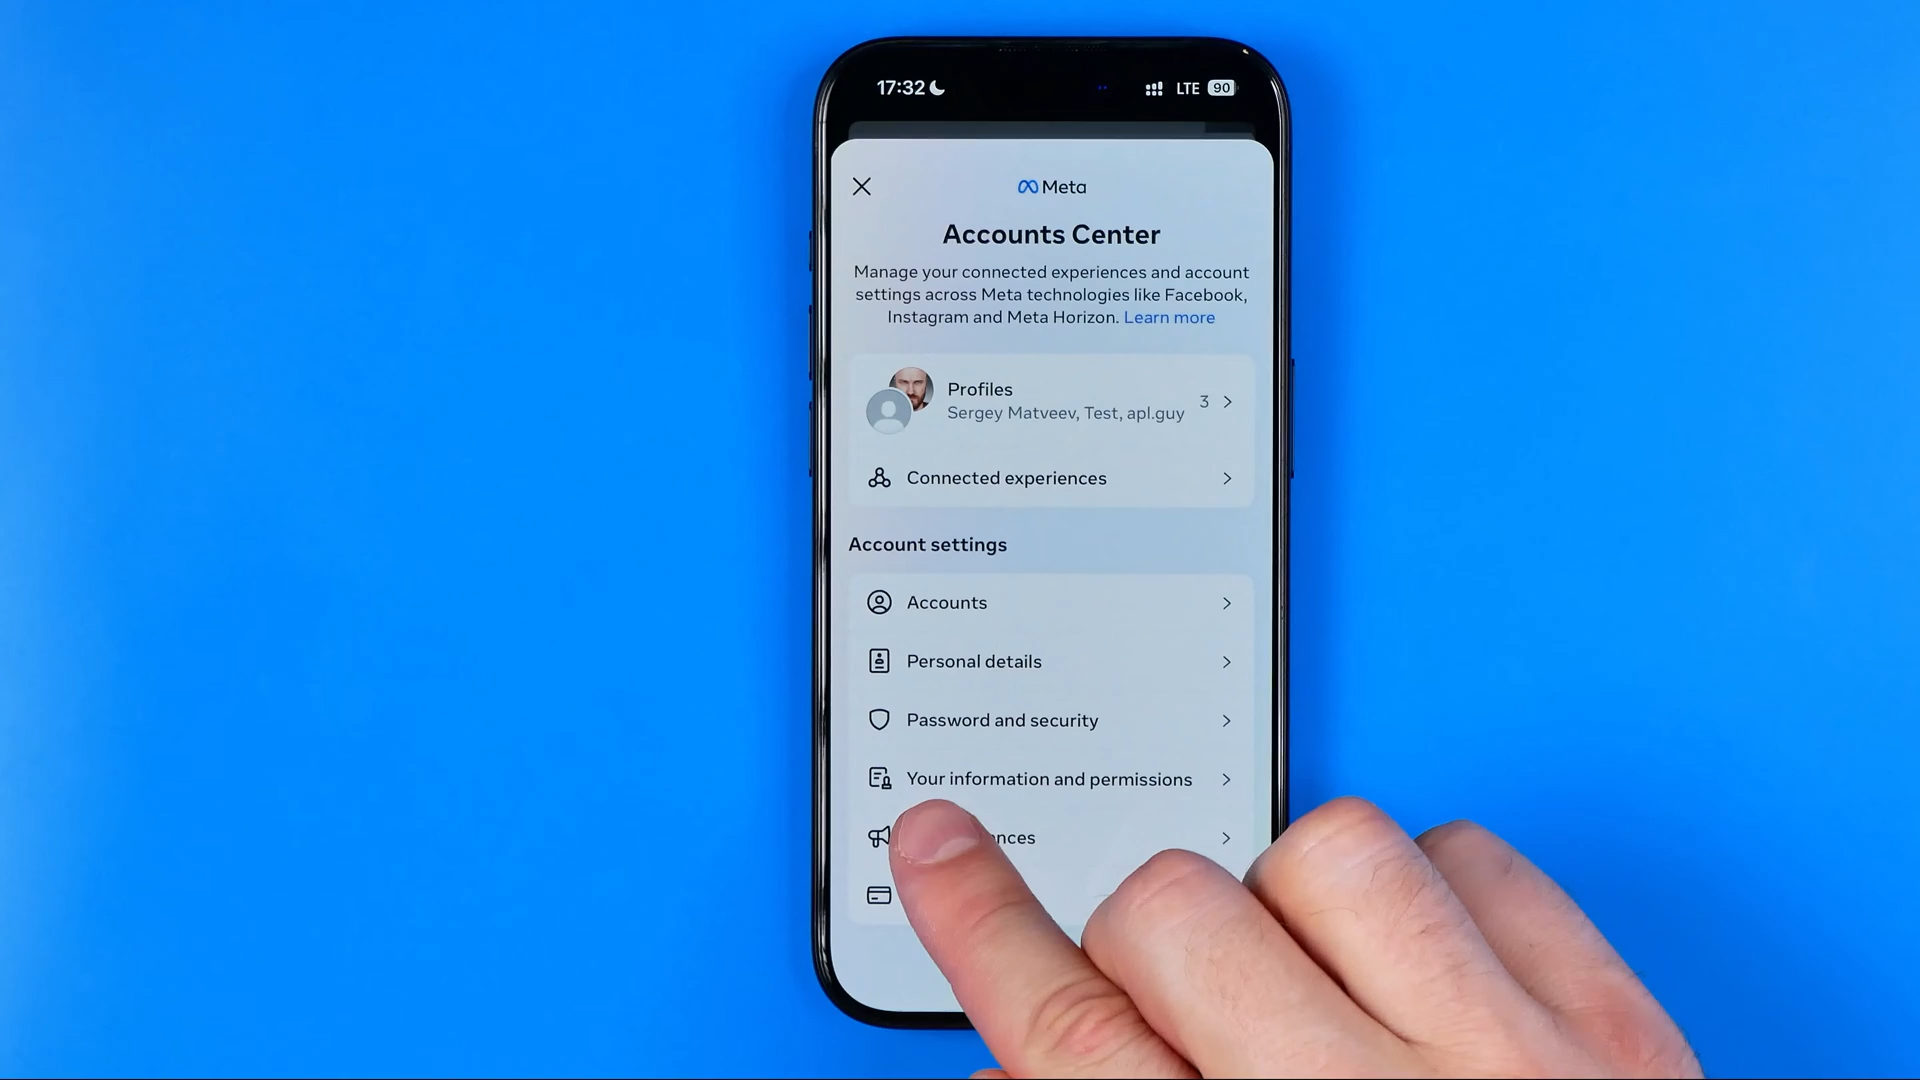 17:32 LTE 90
Meta
Accounts Center
Manage your connected experiences and account
settings across Meta technologies like Facebook,
Instagram and Meta Horizon. Learn more
Profiles
Sergey Matveev, Test, apl.guy
3
Connected experiences
Account settings
Accounts
Personal details
Password and security
Your information and permissions